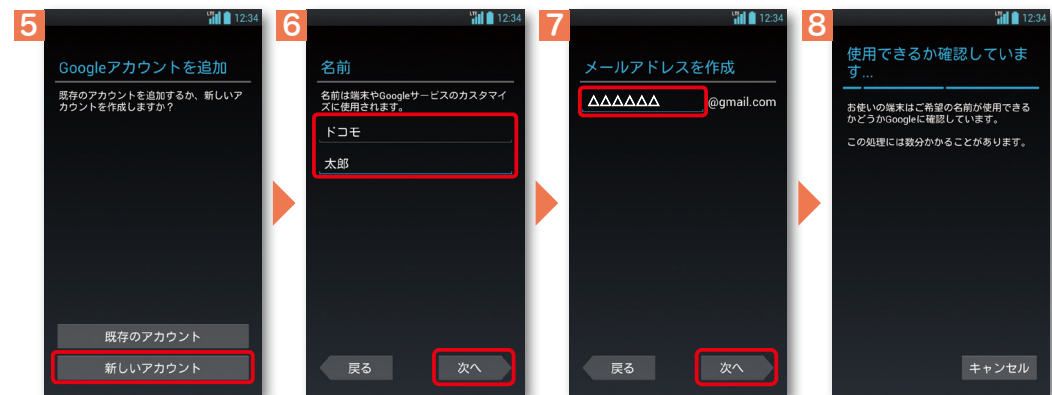 5
LTE 12:34
Googleアカウントを追加
既存のアカウントを追加するか、新しいア
カウントを作成しますか？
既存のアカウント
新しいアカウント
6
LTE 12:34
名前
名前は端末やGoogleサービスのカスタマイ
ズに使用されます。
ドコモ
太郎
戻る
次へ
7
LTE 12:34
メールアドレスを作成
△△△△△△ @gmail.com
戻る
次へ
8
LTE 12:34
使用できるか確認していま
す...
お使いの端末はご希望の名前が使用できる
かどうかGoogleに確認しています。
この処理には数分かかることがあります。
キャンセル